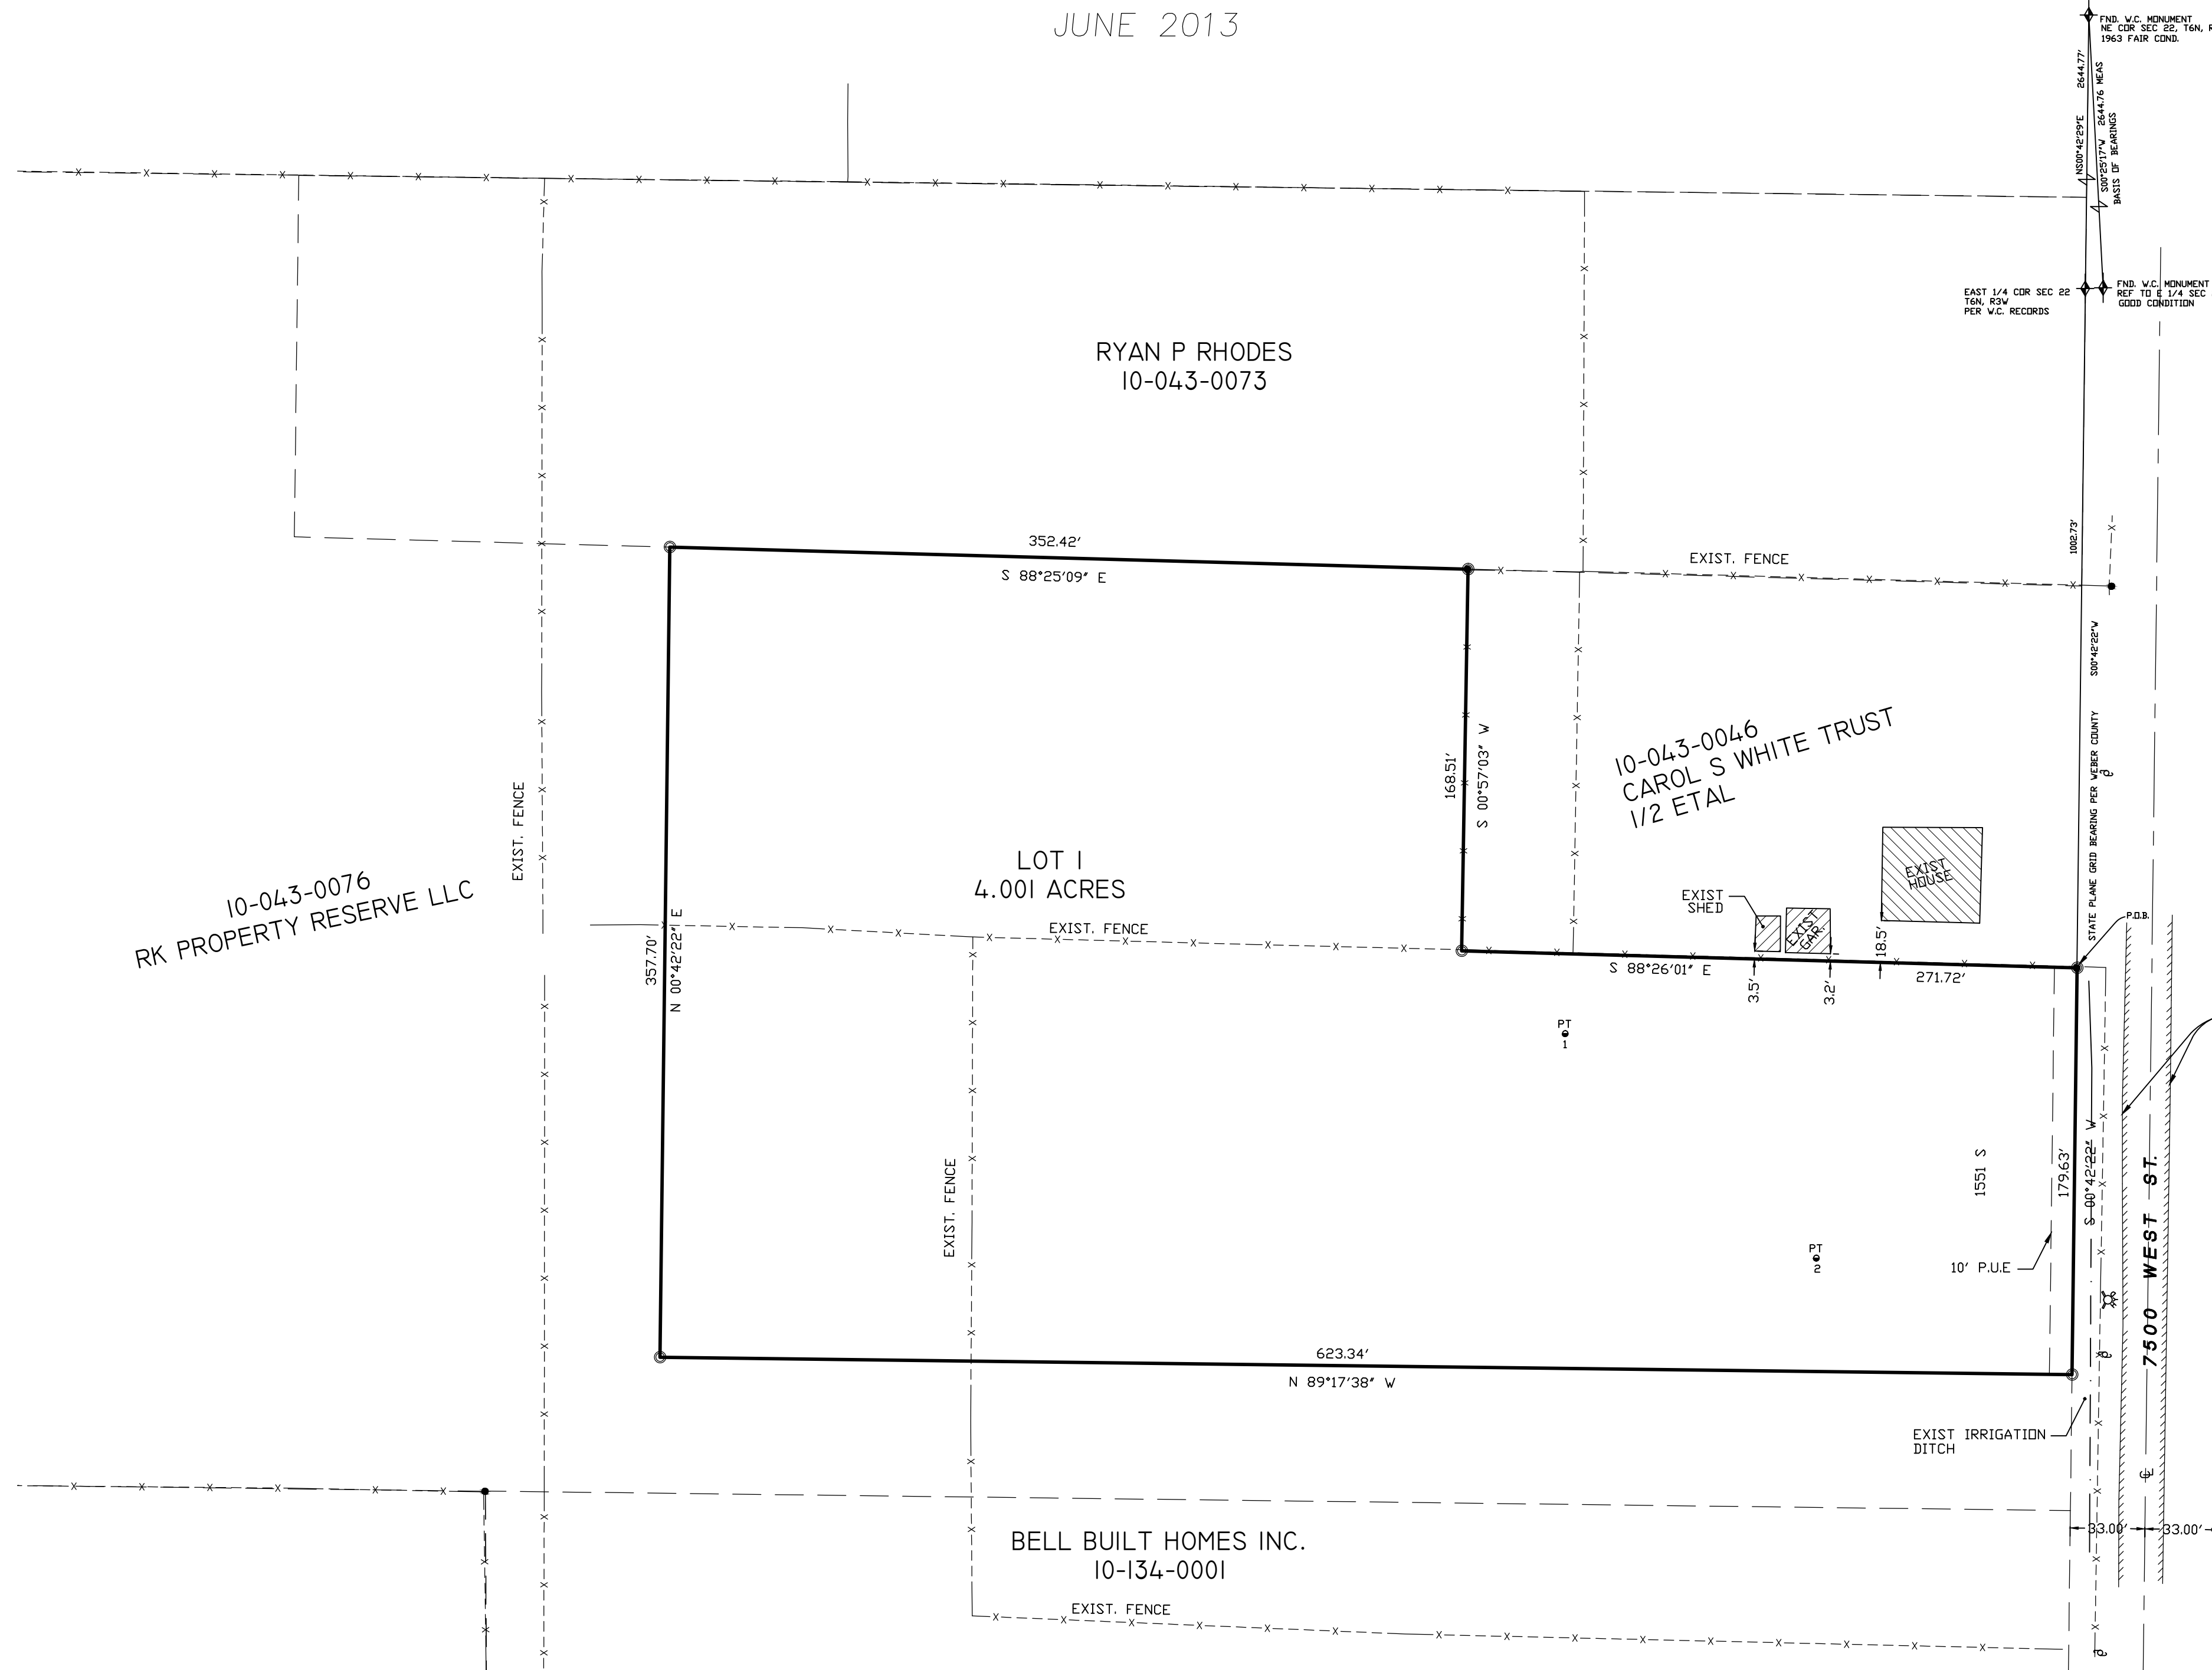 JUNE 2013
FND. W.C. MONUMENT
NE COR SEC 22, T6N, R
1963 FAIR COND.
2644.77'
NS00°42'29"E
S00°25'17"W 2644.76 MEAS
BASIS OF BEARINGS
EAST 1/4 COR SEC 22
T6N, R3W
PER W.C. RECORDS
FND. W.C. MONUMENT
REF TO E 1/4 SEC
GOOD CONDITION
RYAN P RHODES
10-043-0073
1002.73'
352.42'
S 88°25'09" E
EXIST. FENCE
S00°42'22"W
STATE PLANE GRID BEARING PER WEBER COUNTY
168.51'
S 00°57'03" W
10-043-0046
CAROL S WHITE TRUST
1/2 ETAL
EXIST. FENCE
LOT 1
4.001 ACRES
EXIST
HOUSE
EXIST
SHED
EXIST
GAR.
10-043-0076
RK PROPERTY RESERVE LLC
P.O.B.
EXIST. FENCE
18.5'
357.70'
N 00°42'22" E
S 88°26'01" E
271.72'
3.5'
3.2'
PT
1
EXIST. FENCE
1551 S
179.63'
S 00°42'22" W
7500 WEST ST.
PT
2
10' P.U.E
623.34'
N 89°17'38" W
EXIST IRRIGATION
DITCH
33.00'
33.00'
BELL BUILT HOMES INC.
10-134-0001
EXIST. FENCE